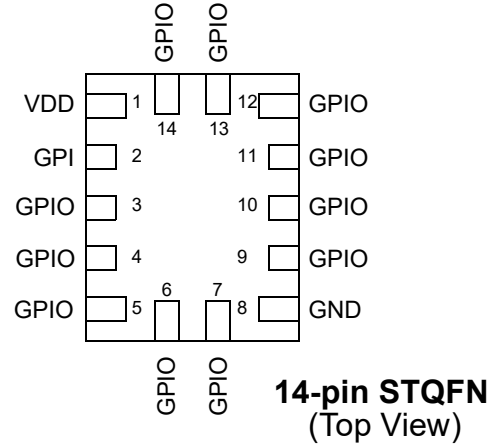 GPIO
GPIO
VDD
1
14
13
12
GPIO
GPI
2
11
GPIO
GPIO
3
10
GPIO
GPIO
4
9
GPIO
GPIO
5
6
7
8
GND
GPIO
GPIO
14-pin STQFN
(Top View)